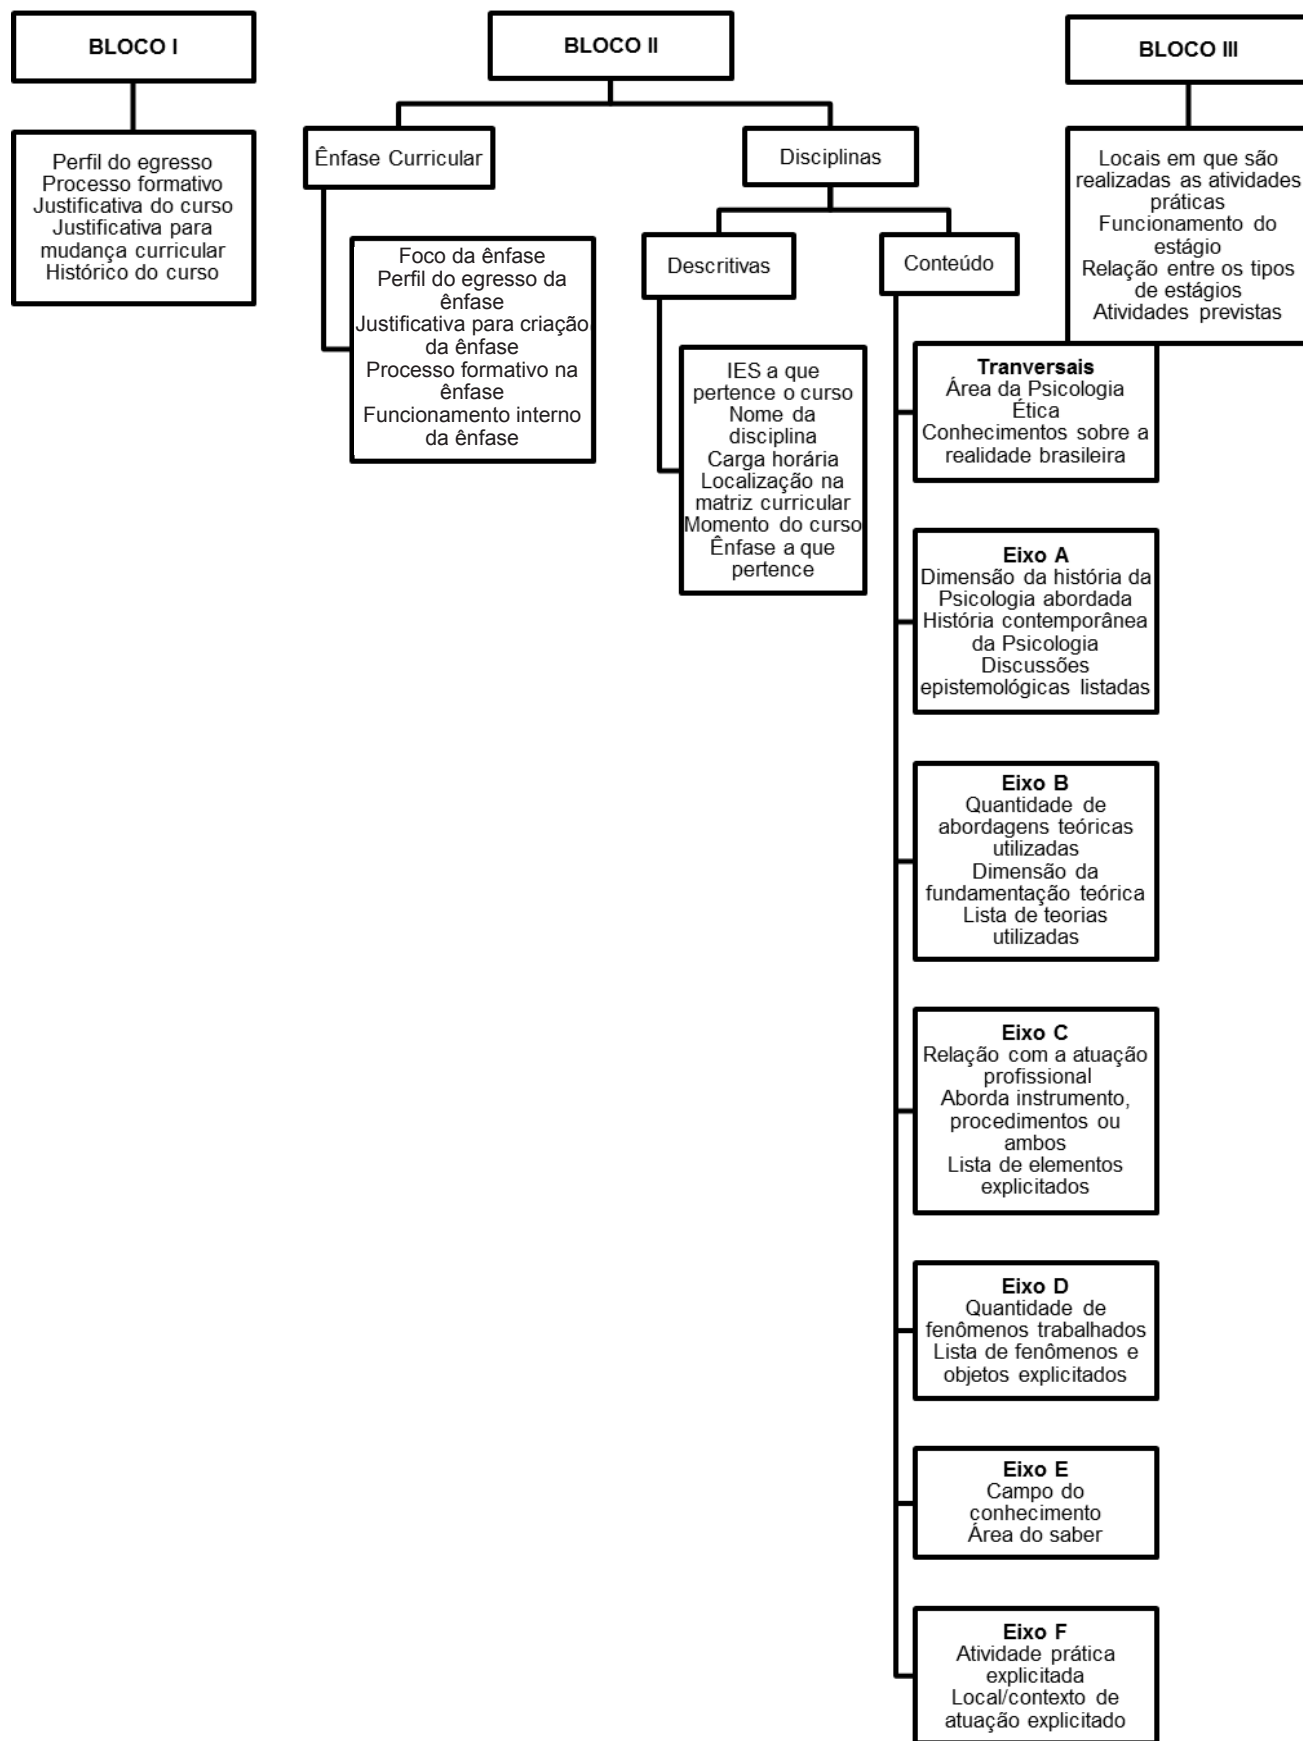 BLOCO I
Perfil do egresso
Processo formativo
Justificativa do curso
Justificativa para
mudança curricular
Histórico do curso
BLOCO II
Ênfase Curricular
Foco da ênfase
Perfil do egresso da
ênfase
Justificativa para criação
da ênfase
Processo formativo na
ênfase
Funcionamento interno
da ênfase
Disciplinas
Descritivas
IES a que
pertence o curso
Nome da
disciplina
Carga horária
Localização na
matriz curricular
Momento do curso
Ênfase a que
pertence
Conteúdo
Tranversais
Área da Psicologia
Ética
Conhecimentos sobre a
realidade brasileira
Eixo A
Dimensão da história da
Psicologia abordada
História contemporânea
da Psicologia
Discussões
epistemológicas listadas
Eixo B
Quantidade de
abordagens teóricas
utilizadas
Dimensão da
fundamentação teórica
Lista de teorias
utilizadas
Eixo C
Relação com a atuação
profissional
Aborda instrumento,
procedimentos ou
ambos
Lista de elementos
explicitados
Eixo D
Quantidade de
fenômenos trabalhados
Lista de fenômenos e
objetos explicitados
Eixo E
Campo do
conhecimento
Área do saber
Eixo F
Atividade prática
explicitada
Local/contexto de
atuação explicitado
BLOCO III
Locais em que são
realizadas as atividades
práticas
Funcionamento do
estágio
Relação entre os tipos
de estágios
Atividades previstas